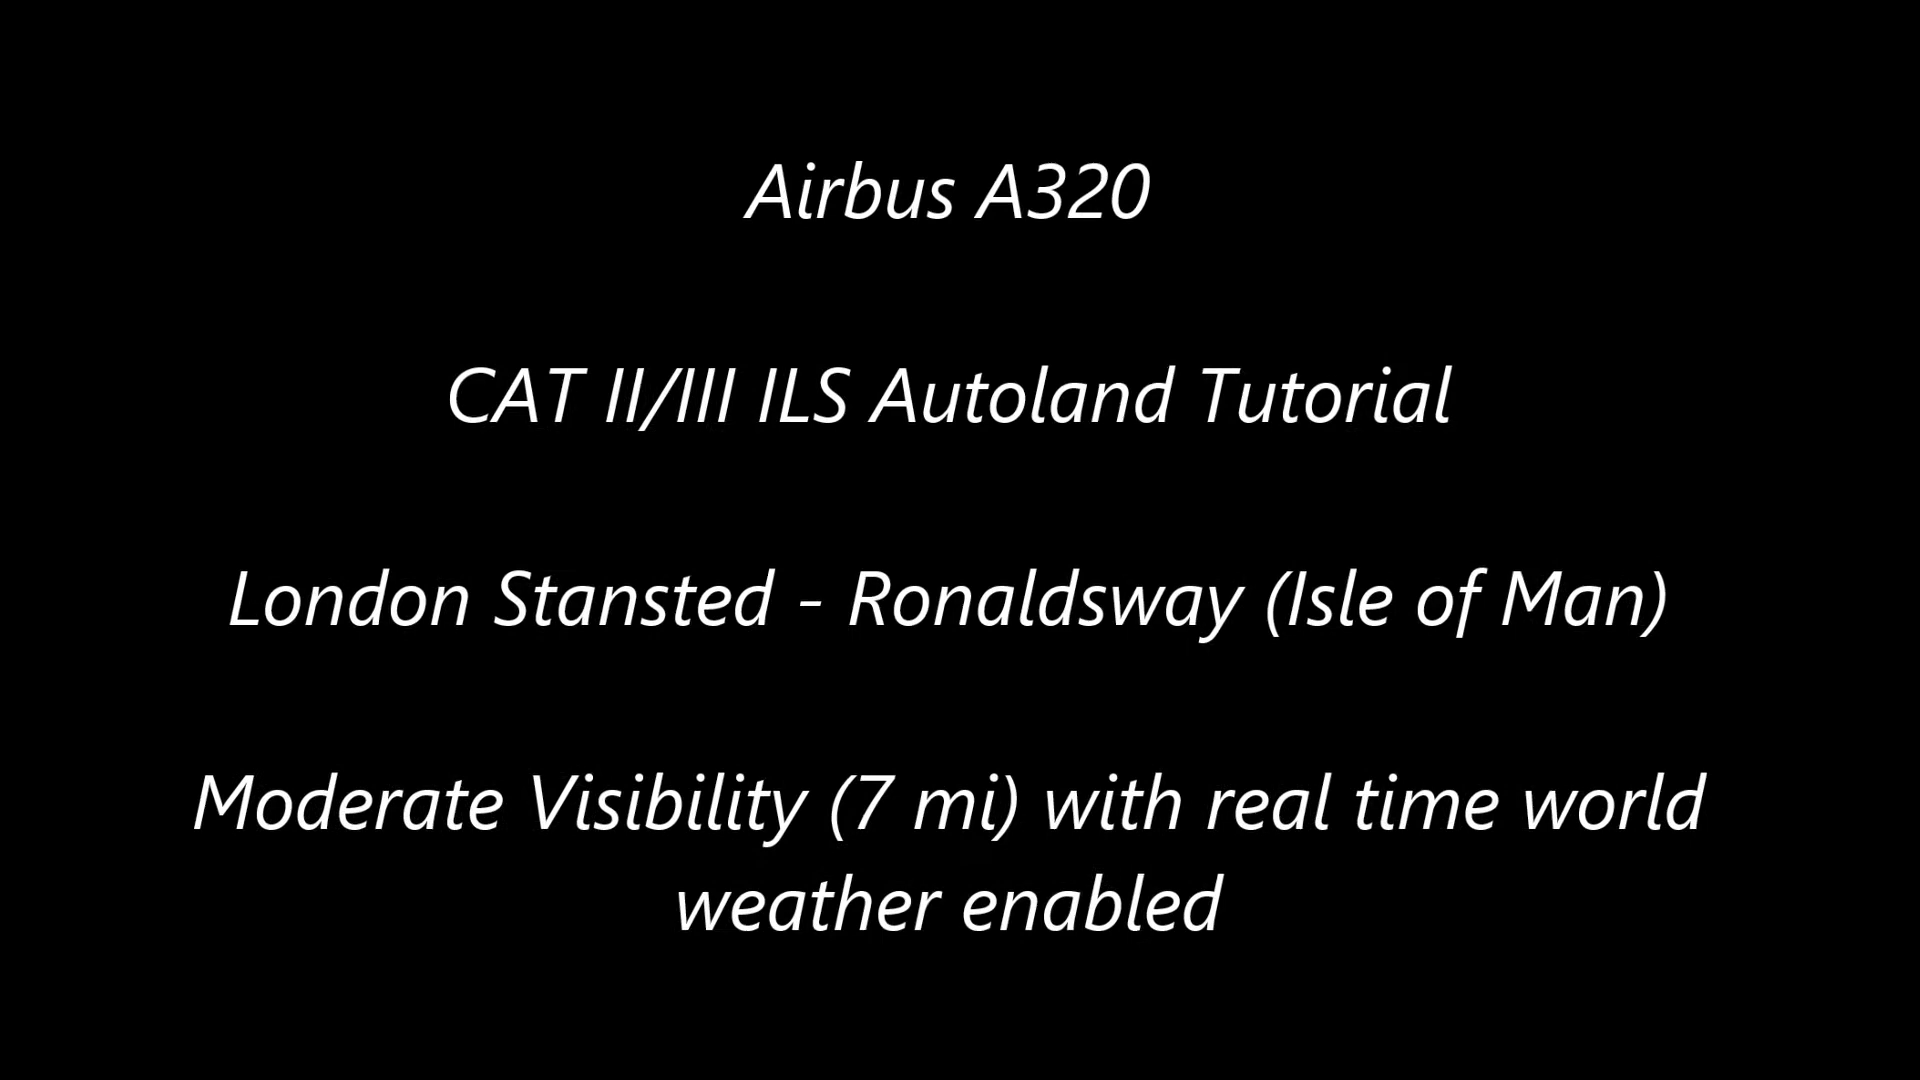 Airbus A320
CAT II/III ILS Autoland Tutorial
London Stansted - Ronaldsway (Isle of Man)
Moderate Visibility (7 mi) with real time world
weather enabled